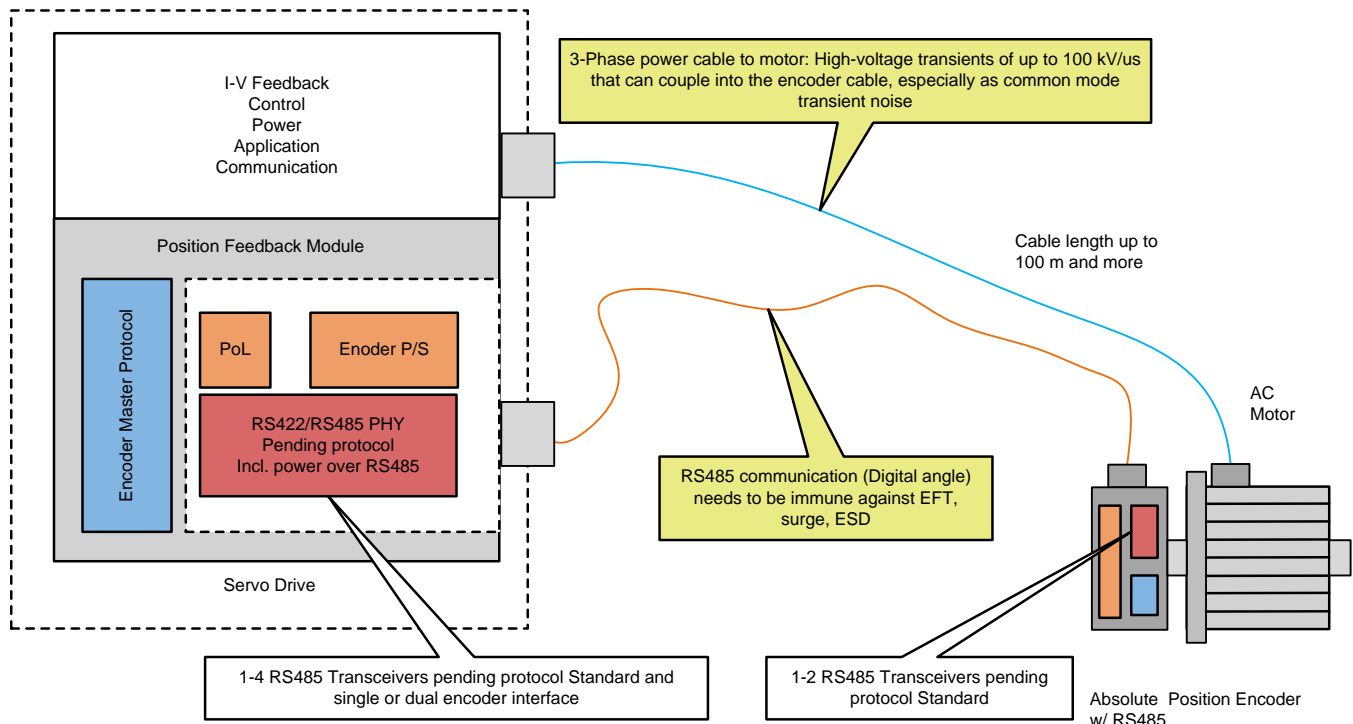 I-V Feedback
Control
Power
Application
Communication
3-Phase power cable to motor: High-voltage transients of up to 100 kV/us
that can couple into the encoder cable, especially as common mode
transient noise
Position Feedback Module
Encoder Master Protocol
PoL
Enoder P/S
RS422/RS485 PHY
Pending protocol
Incl. power over RS485
Servo Drive
Cable length up to
100 m and more
AC
Motor
RS485 communication (Digital angle)
needs to be immune against EFT,
surge, ESD
1-4 RS485 Transceivers pending protocol Standard and
single or dual encoder interface
1-2 RS485 Transceivers pending
protocol Standard
Absolute Position Encoder
w/ RS485